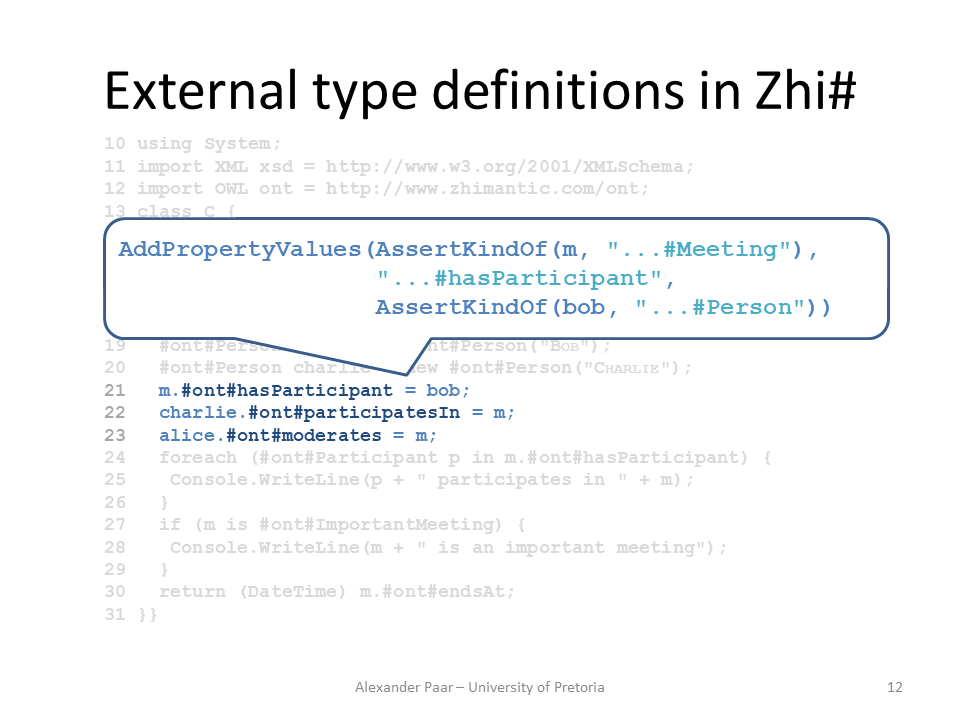 External type definitions in Zhi#
10 using System;
11 import XML xsd = http://www.w3.org/2001/XMLSchema;
12 import OWL ont = http://www.zhimantic.com/ont;
13 class C {
AddPropertyValues(AssertKindOf(m, "...#Meeting"),
"...#hasParticipant",
AssertKindOf(bob, "...#Person"))
19 #ont#Person nt#Person("BOB");
20 #ont#Person charlie new #ont#Person("CHARLIE");
21 m.#ont#hasParticipant = bob;
22 charlie.#ont#participatesIn = m;
23 alice.#ont#moderates = m;
24 foreach (#ont#Participant p in m.#ont#hasParticipant) {
25 Console.WriteLine(p + " participates in " + m);
26 }
27 if (m is #ont#ImportantMeeting) {
28 Console.WriteLine(m + " is an important meeting");
29 }
30 return (DateTime) m.#ont#endsAt;
31 }}
Alexander Paar – University of Pretoria
12